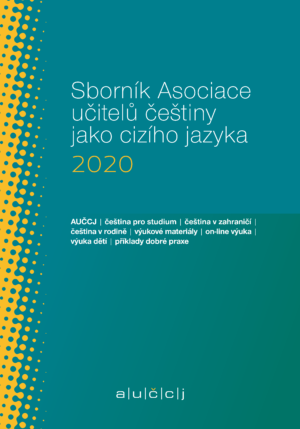 Sborník Asociace
učitelů češtiny
jako cizího jazyka
2020
AUČCJ | čeština pro studium | čeština v zahraničí |
čeština v rodině | výukové materiály | on-line výuka |
výuka dětí | příklady dobré praxe
a|u|č|c|j